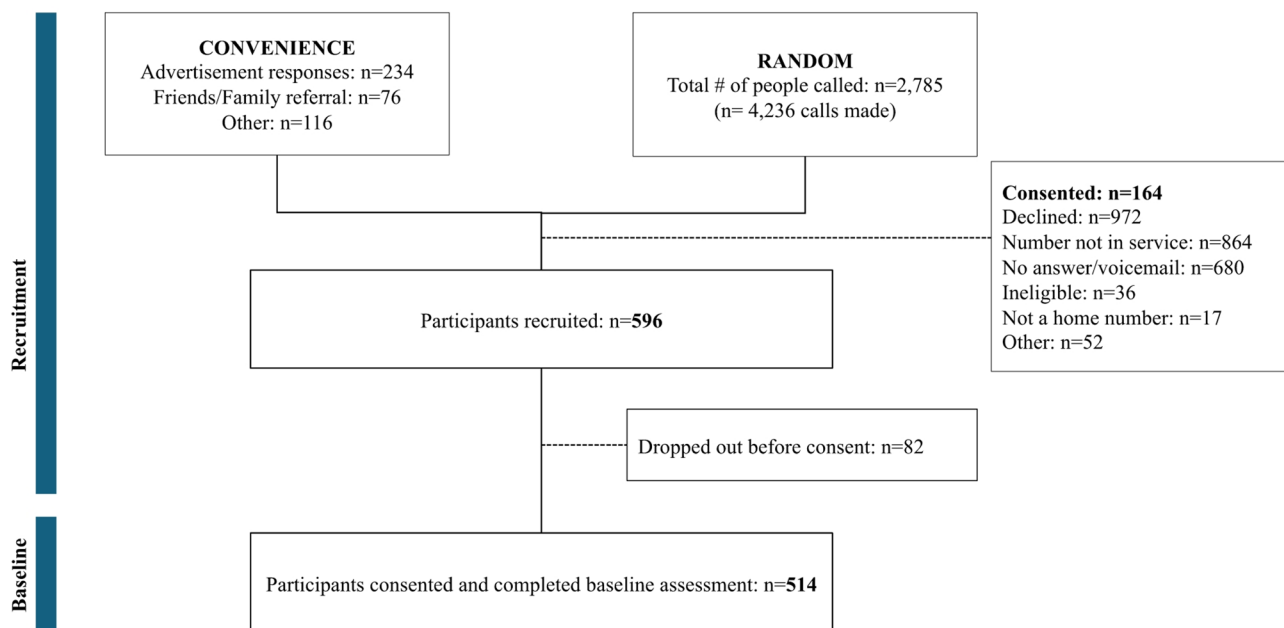 CONVENIENCE
Advertisement responses: n=234
Friends/Family referral: n=76
Other: n=116
RANDOM
Total # of people called: n=2,785
(n= 4,236 calls made)
Consented: n=164
Declined: n=972
Number not in service: n=864
No answer/voicemail: n=680
Ineligible: n=36
Not a home number: n=17
Other: n=52
Recruitment
Participants recruited: n=596
Dropped out before consent: n=82
Baseline
Participants consented and completed baseline assessment: n=514